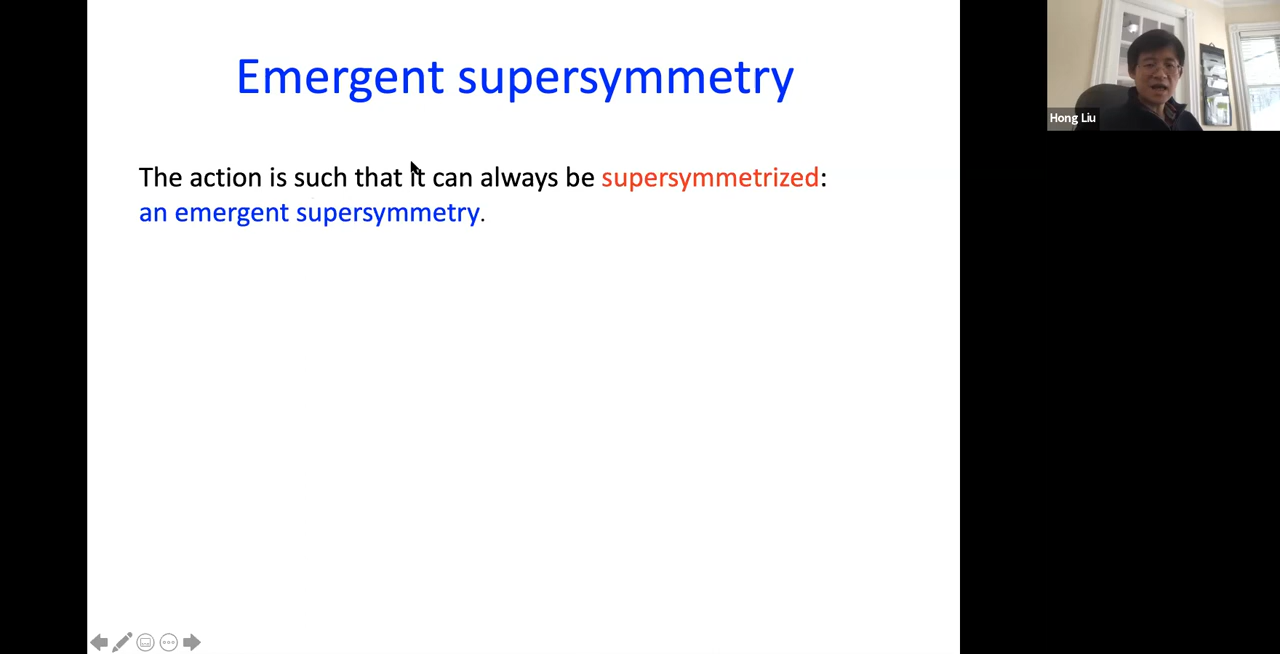 Emergent supersymmetry
The action is such that it can always be supersymmetrized:
an emergent supersymmetry.
Hong Liu